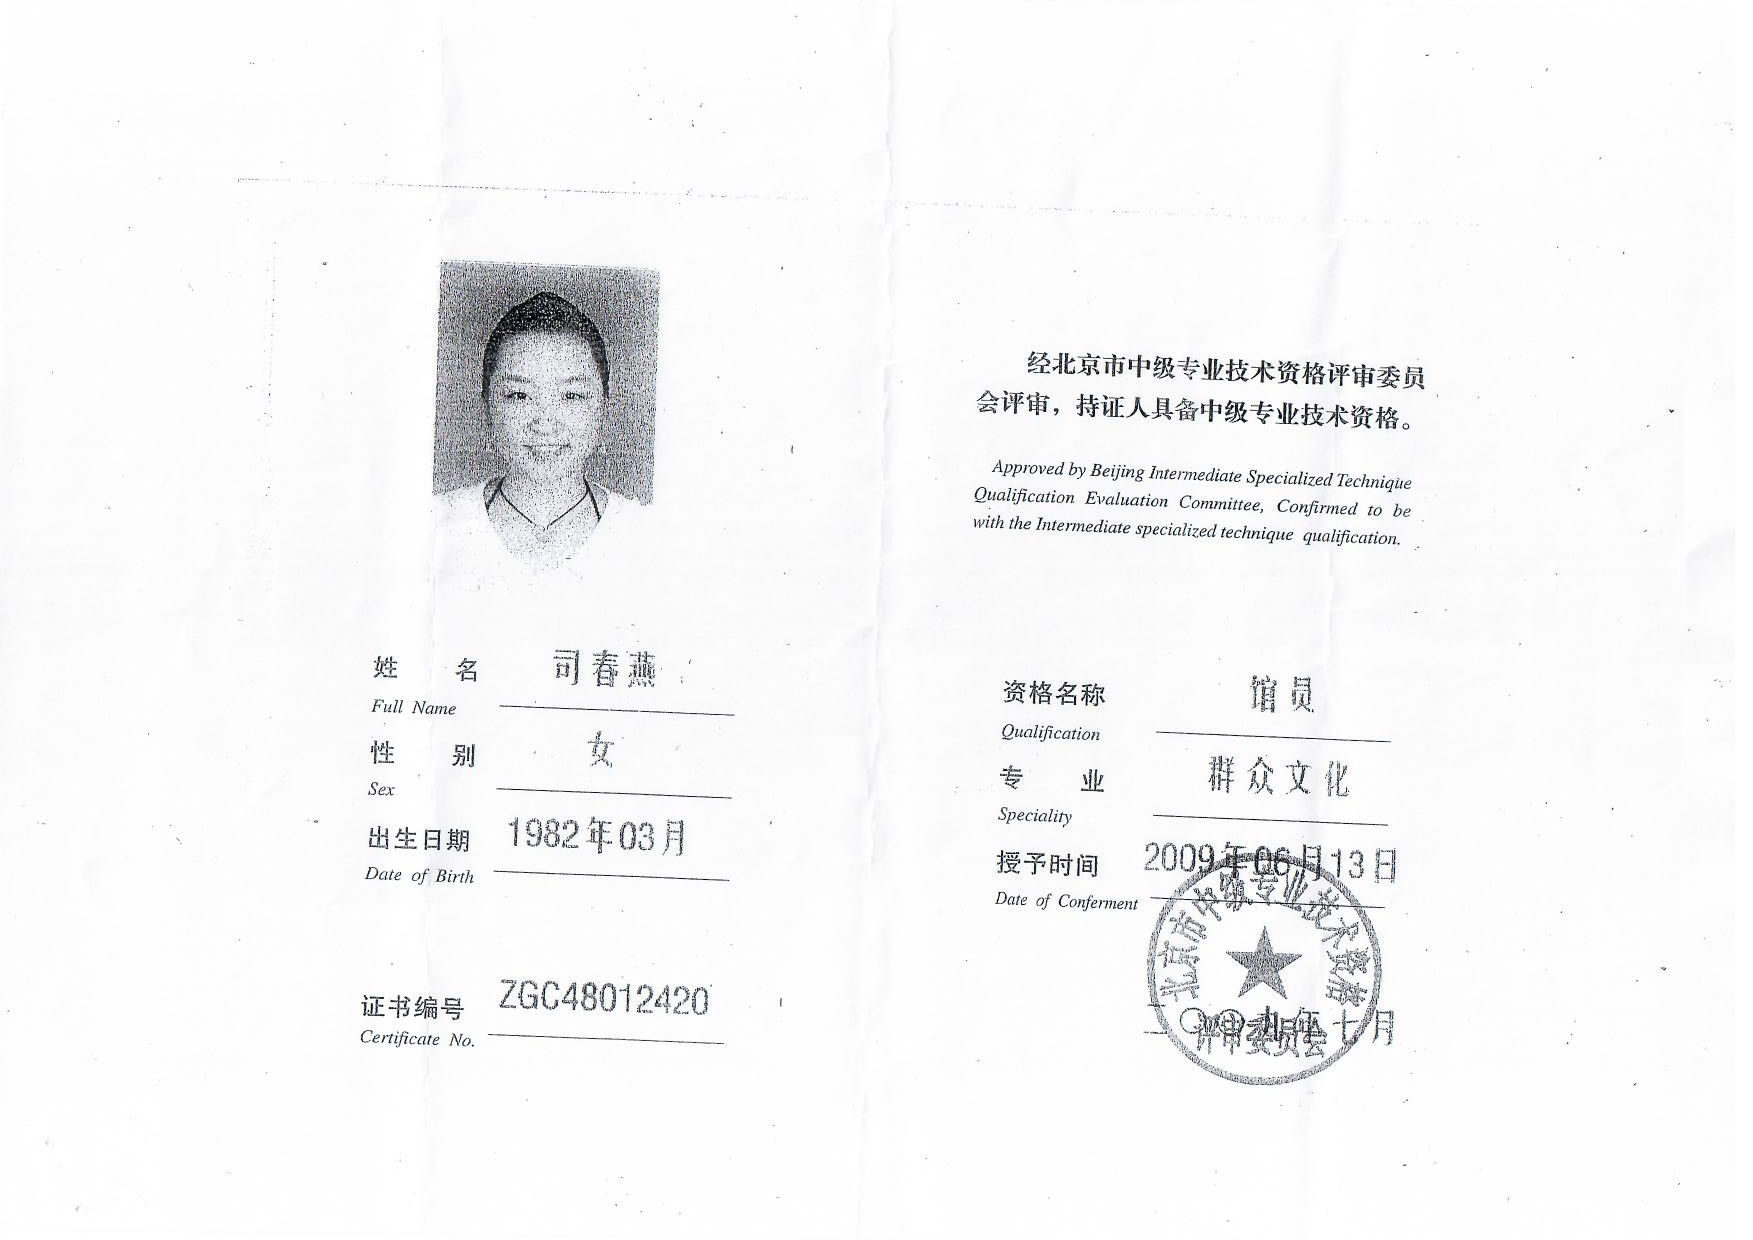 姓 名 司春燕
Full Name
性 别 女
Sex
出生日期 1982年03月
Date of Birth
证书编号 ZGC48012420
Certificate No.
经北京市中级专业技术资格评审委员
会评审，持证人具备中级专业技术资格。
Approved by Beijing Intermediate Specialized Technique
Qualification Evaluation Committee, Confirmed to be
with the Intermediate specialized technique qualification.
资格名称 馆员
Qualification
专 业 群众文化
Speciality
授予时间 2009年06月13日
Date of Conferment
北京市中级专业技术资格
评审委员会
二〇〇九年七月